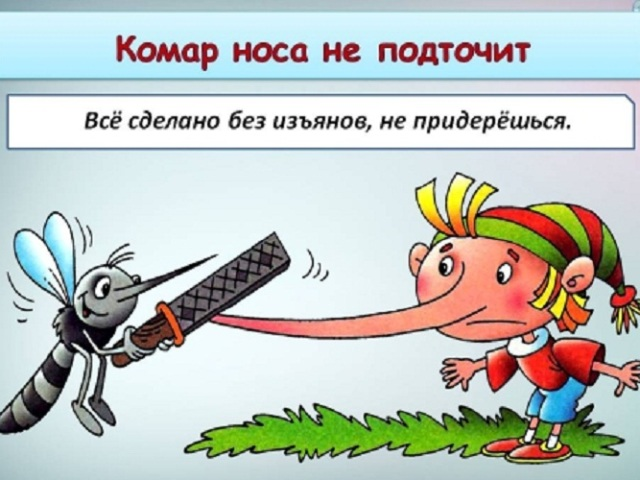 Комар носа не подточит
Всё сделано без изъянов, не придерёшься.